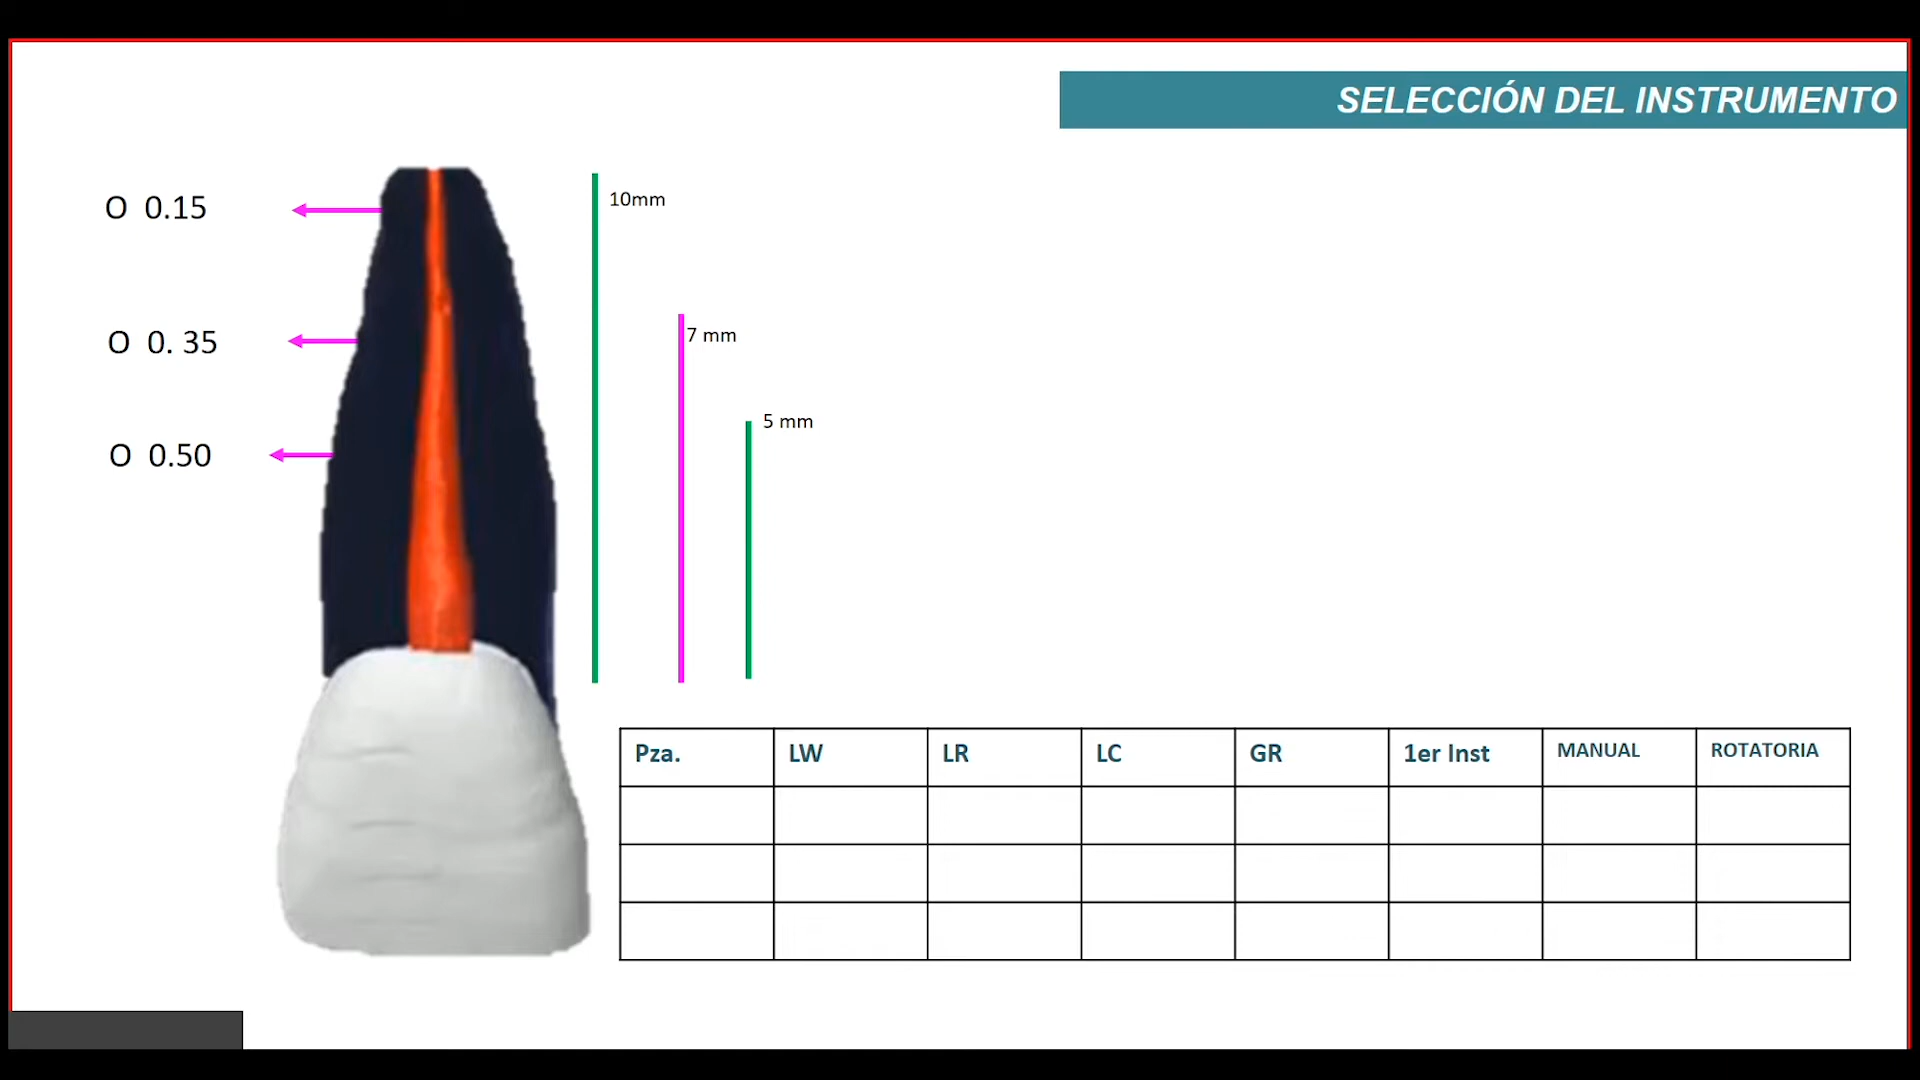 SELECCIÓN DEL INSTRUMENTO
O 0.15
10mm
O 0. 35
7 mm
O 0.50
5 mm
Pza. LW LR LC GR 1er Inst MANUAL ROTATORIA